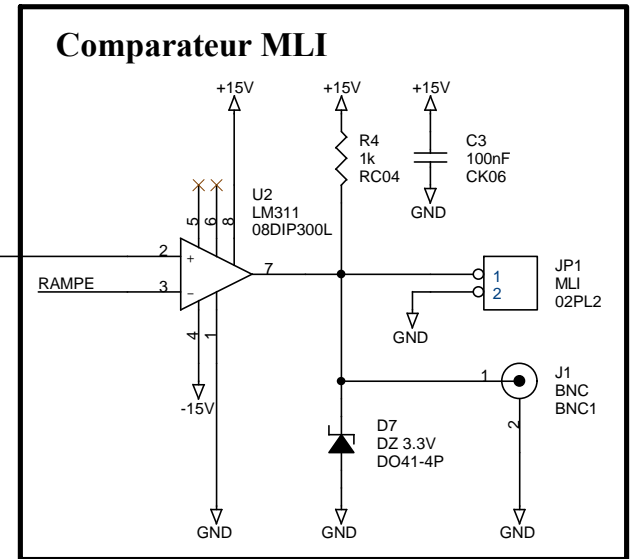 Comparateur MLI
+15V
+15V
+15V
R4
1k
RC04
C3
100nF
CK06
GND
U2
LM311
08DIP300L
5
6
8
2
+
7
RAMPE
3
-
4
1
-15V
JP1
MLI
02PL2
1
2
GND
1
J1
BNC
BNC1
2
D7
DZ 3.3V
DO41-4P
GND
GND
GND